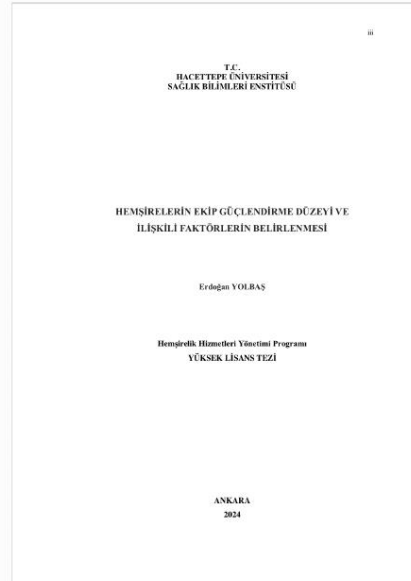 iii
T.C.
HACETTEPE ÜNİVERSİTESİ
SAĞLIK BİLİMLERİ ENSTİTÜSÜ
HEMŞİRELERİN EKİP GÜÇLENDİRME DÜZEYİ VE
İLİŞKİLİ FAKTÖRLERİN BELİRLENMESİ
Erdoğan YOLBAŞ
Hemşirelik Hizmetleri Yönetimi Programı
YÜKSEK LİSANS TEZİ
ANKARA
2024